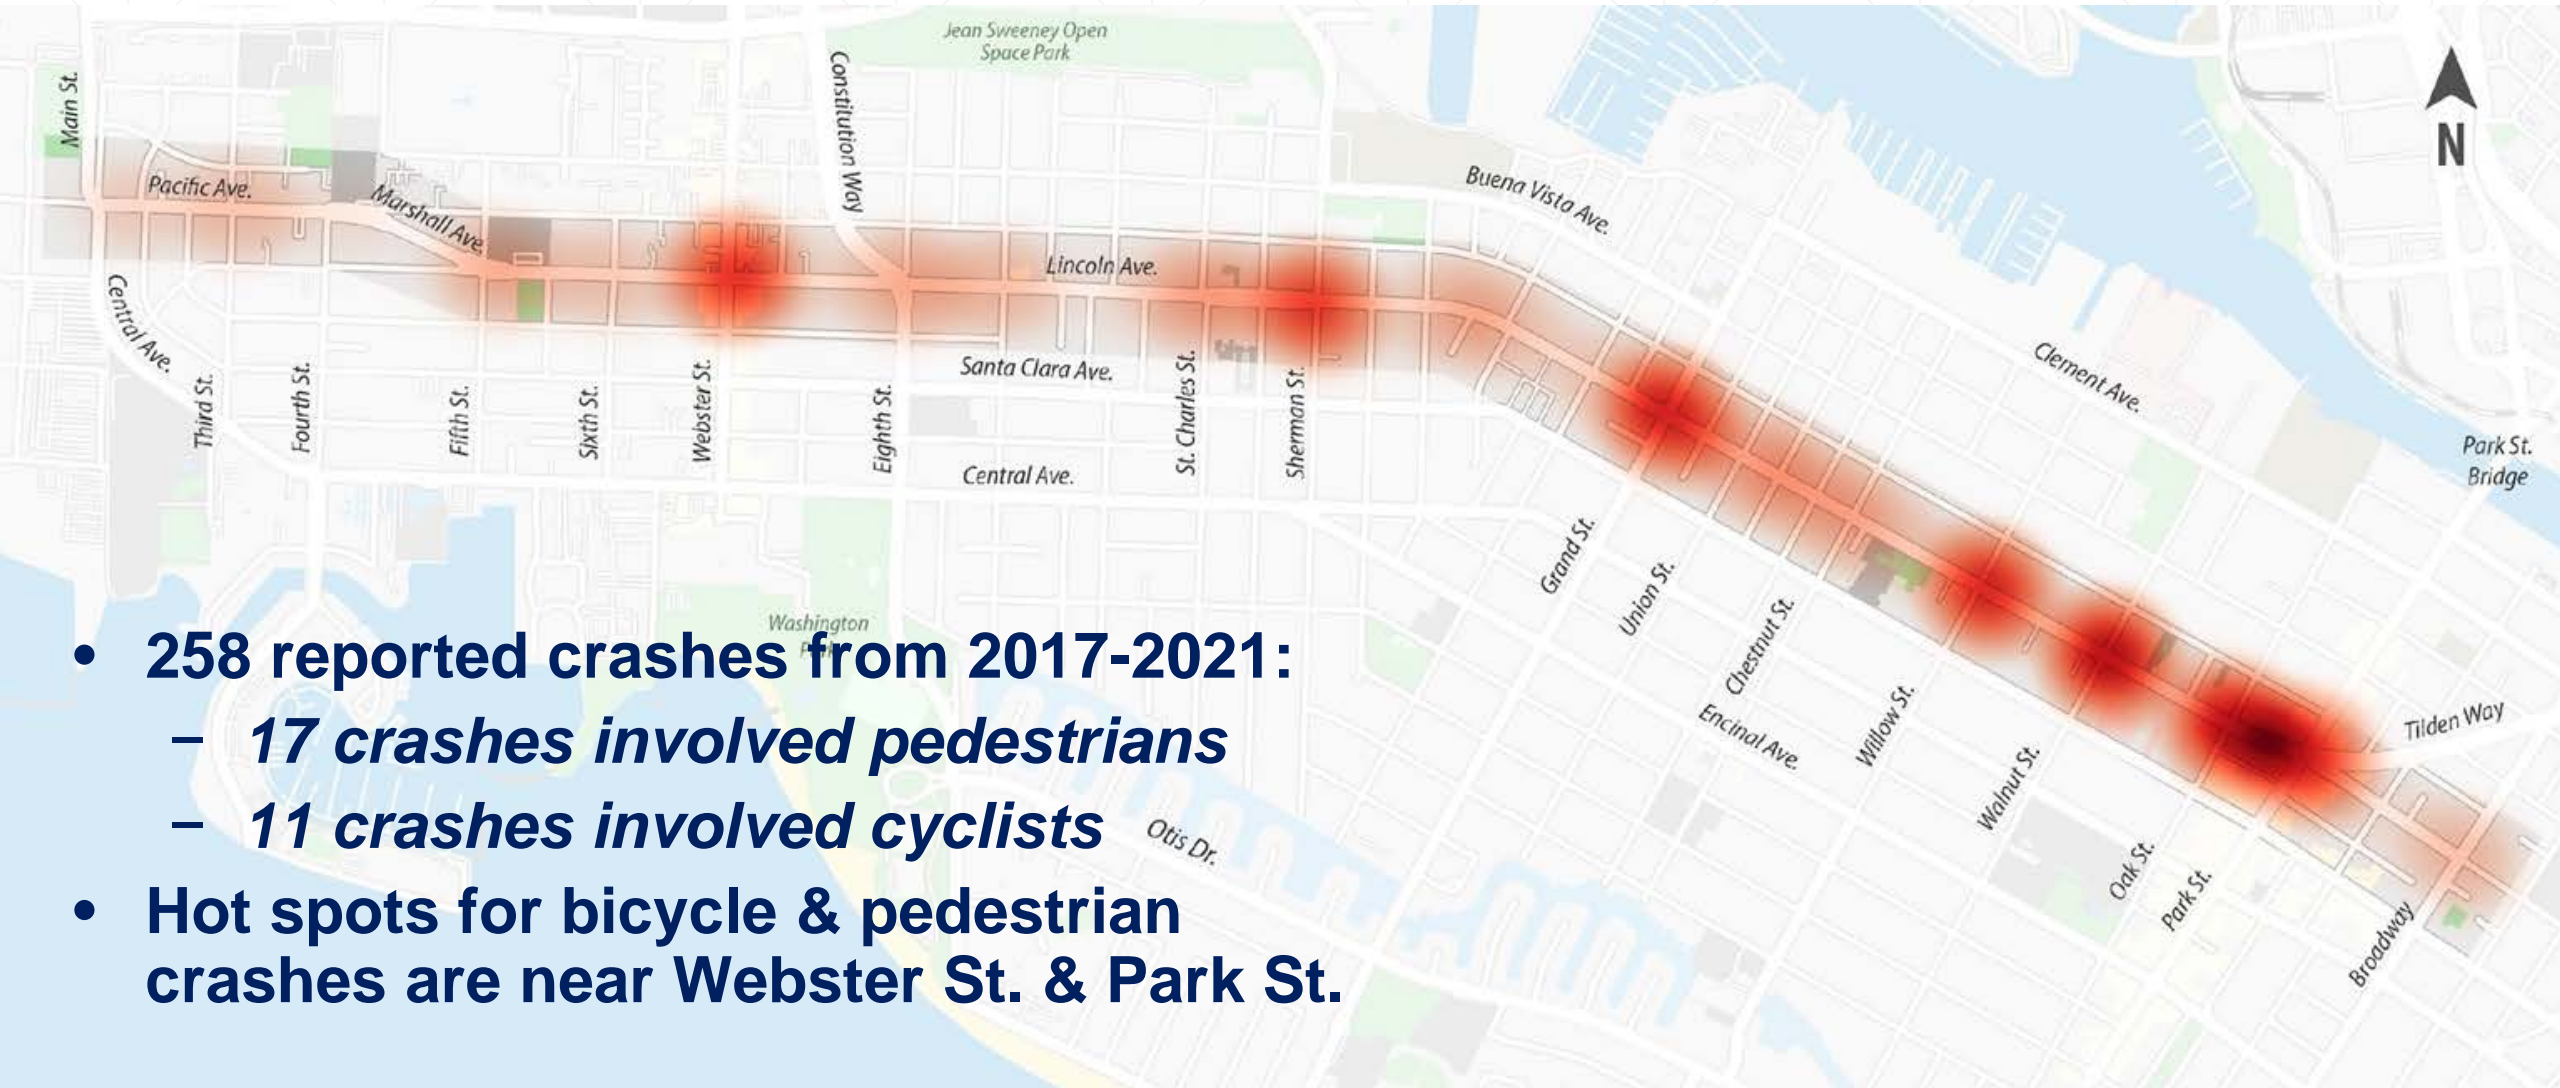 Jean Sweeney Open
Space Park
Main St.
Constitution Way
N
Pacific Ave.
Marshall Ave.
Buena Vista Ave.
Lincoln Ave.
Central Ave.
Santa Clara Ave.
Clement Ave.
Third St.
Fourth St.
Fifth St.
Sixth St.
Webster St.
Eighth St.
St. Charles St.
Sherman St.
Central Ave.
Park St.
Bridge
Grand St.
Union St.
Chestnut St.
Encinal Ave.
Willow St.
Walnut St.
Oak St.
Park St.
Tilden Way
Broadway
Otis Dr.
Washington
Park
• 258 reported crashes from 2017-2021:
– 17 crashes involved pedestrians
– 11 crashes involved cyclists
• Hot spots for bicycle & pedestrian
crashes are near Webster St. & Park St.